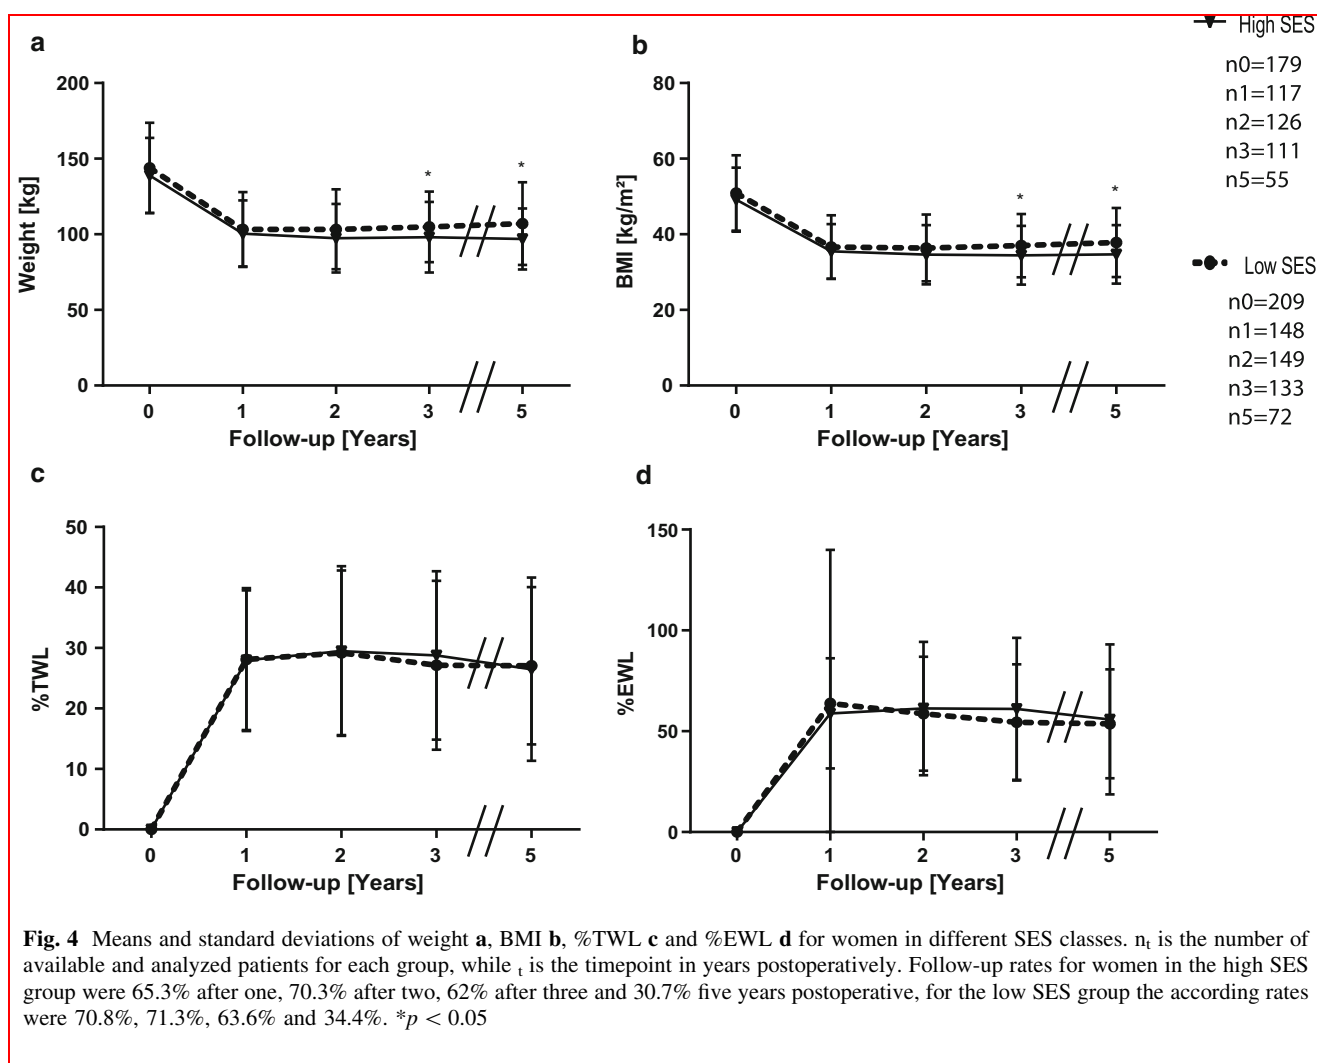 a
200
150
100
50
0
Weight [kg]
*
*
0 1 2 3 5
Follow-up [Years]
b
80
60
40
20
0
BMI [kg/m²]
*
*
0 1 2 3 5
Follow-up [Years]
High SES
n0=179
n1=117
n2=126
n3=111
n5=55
Low SES
n0=209
n1=148
n2=149
n3=133
n5=72
c
50
40
30
20
10
0
%TWL
0 1 2 3 5
Follow-up [Years]
d
150
100
50
0
%EWL
0 1 2 3 5
Follow-up [Years]
Fig. 4 Means and standard deviations of weight a, BMI b, %TWL c and %EWL d for women in different SES classes. nₜ is the number of
available and analyzed patients for each group, while ₜ is the timepoint in years postoperatively. Follow-up rates for women in the high SES
group were 65.3% after one, 70.3% after two, 62% after three and 30.7% five years postoperative, for the low SES group the according rates
were 70.8%, 71.3%, 63.6% and 34.4%. *p < 0.05